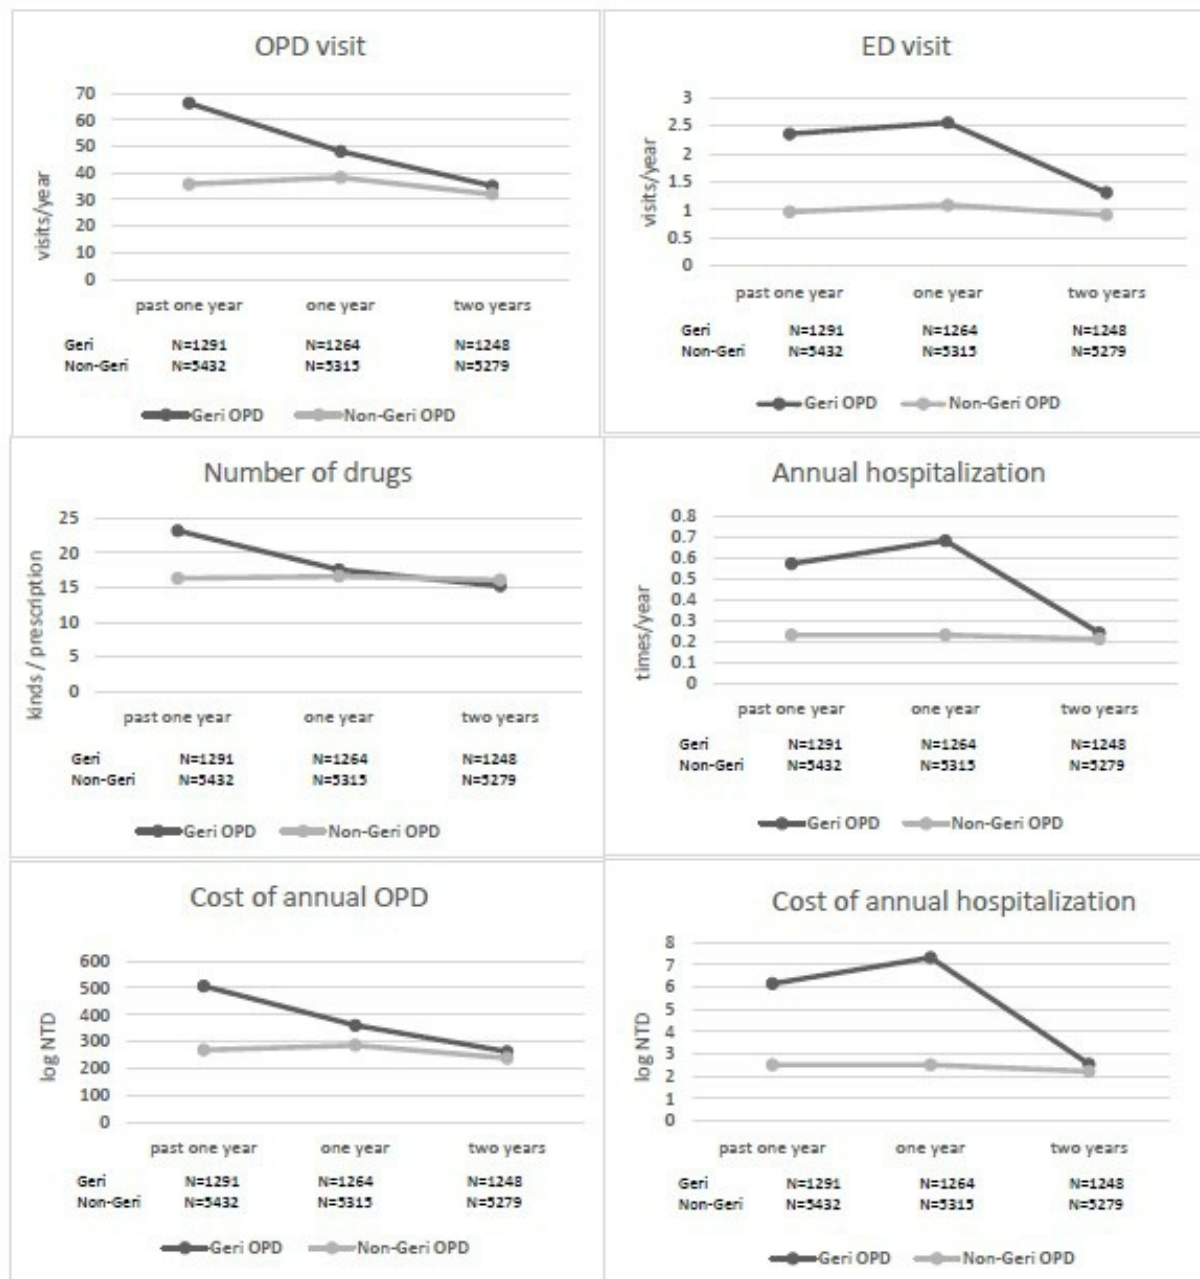 OPD visit
70
60
50
40
30
20
10
0
visits/year
past one year one year two years
Geri N=1291 N=1264 N=1248
Non-Geri N=5432 N=5315 N=5279
Geri OPD Non-Geri OPD
ED visit
3
2.5
2
1.5
1
0.5
0
visits/year
past one year one year two years
Geri N=1291 N=1264 N=1248
Non-Geri N=5432 N=5315 N=5279
Geri OPD Non-Geri OPD
Number of drugs
25
20
15
10
5
0
kinds / prescription
past one year one year two years
Geri N=1291 N=1264 N=1248
Non-Geri N=5432 N=5315 N=5279
Geri OPD Non-Geri OPD
Annual hospitalization
0.8
0.7
0.6
0.5
0.4
0.3
0.2
0.1
0
times/year
past one year one year two years
Geri N=1291 N=1264 N=1248
Non-Geri N=5432 N=5315 N=5279
Geri OPD Non-Geri OPD
Cost of annual OPD
600
500
400
300
200
100
0
log NTD
past one year one year two years
Geri N=1291 N=1264 N=1248
Non-Geri N=5432 N=5315 N=5279
Geri OPD Non-Geri OPD
Cost of annual hospitalization
8
7
6
5
4
3
2
1
0
log NTD
past one year one year two years
Geri N=1291 N=1264 N=1248
Non-Geri N=5432 N=5315 N=5279
Geri OPD Non-Geri OPD